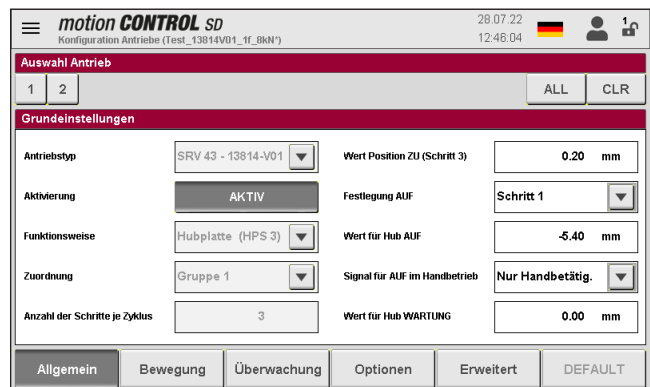 motion CONTROL SD
Konfiguration Antriebe (Test_13814V01_1f_8kN*)
28.07.22
12:46:04
1
Auswahl Antrieb
1 2 ALL CLR
Grundeinstellungen
Antriebstyp SRV 43 - 13814-V01 Wert Position ZU (Schritt 3) 0.20 mm
Aktivierung AKTIV Festlegung AUF Schritt 1
Funktionsweise Hubplatte (HPS 3) Wert für Hub AUF -5.40 mm
Zuordnung Gruppe 1 Signal für AUF im Handbetrieb Nur Handbetätig.
Anzahl der Schritte je Zyklus 3 Wert für Hub WARTUNG 0.00 mm
Allgemein Bewegung Überwachung Optionen Erweitert DEFAULT